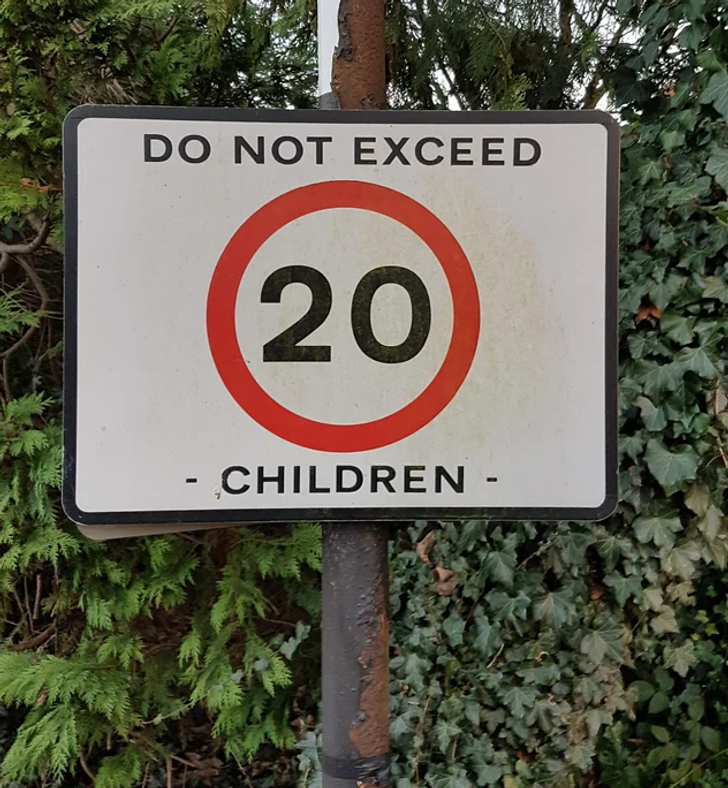 DO NOT EXCEED
20
- CHILDREN -